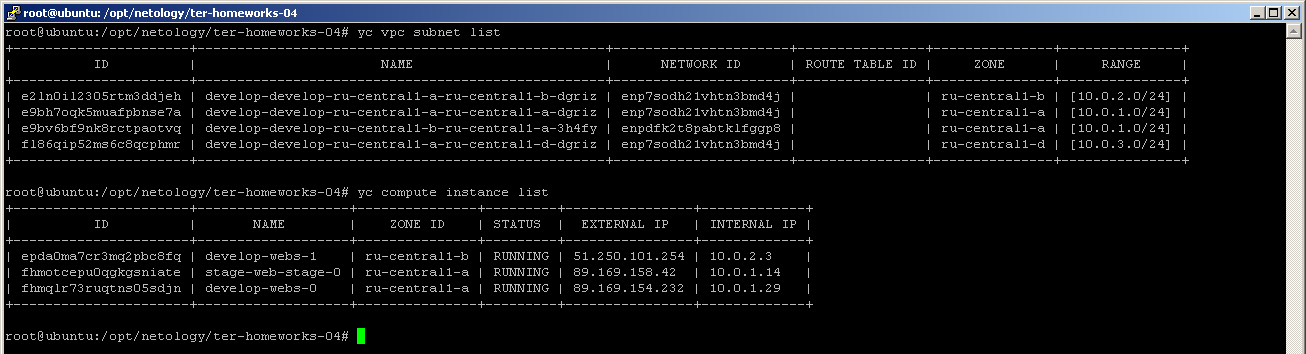 root@ubuntu: /opt/netology/ter-homeworks-04
root@ubuntu:/opt/netology/ter-homeworks-04# yc vpc subnet list
+----------------------+--------------------------------------------------+----------------------+----------------+---------------+---------------+
|          ID          |                       NAME                       |      NETWORK ID      | ROUTE TABLE ID |     ZONE      |     RANGE     |
+----------------------+--------------------------------------------------+----------------------+----------------+---------------+---------------+
| e2ln0il2305rtm3ddjeh | develop-develop-ru-central1-a-ru-central1-b-dgriz | enp7sodh21vhtn3bmd4j |                | ru-central1-b | [10.0.2.0/24] |
| e9bh7oqk5muafpbnse7a | develop-develop-ru-central1-a-ru-central1-a-dgriz | enp7sodh21vhtn3bmd4j |                | ru-central1-a | [10.0.1.0/24] |
| e9bv6bf9nk8rctpaotvq | develop-develop-ru-central1-b-ru-central1-a-3h4fy | enpdfk2t8pabtklfggp8 |                | ru-central1-a | [10.0.1.0/24] |
| fl86qip52ms6c8qcphmr | develop-develop-ru-central1-a-ru-central1-d-dgriz | enp7sodh21vhtn3bmd4j |                | ru-central1-d | [10.0.3.0/24] |
+----------------------+--------------------------------------------------+----------------------+----------------+---------------+---------------+
root@ubuntu:/opt/netology/ter-homeworks-04# yc compute instance list
+----------------------+-------------------+---------------+---------+----------------+-------------+
|          ID          |       NAME        |    ZONE ID    | STATUS  |  EXTERNAL IP   | INTERNAL IP |
+----------------------+-------------------+---------------+---------+----------------+-------------+
| epda0ma7cr3mq2pbc8fq | develop-webs-1    | ru-central1-b | RUNNING | 51.250.101.254 | 10.0.2.3    |
| fhmotcepu0qgkgsniate | stage-web-stage-0 | ru-central1-a | RUNNING | 89.169.158.42  | 10.0.1.14   |
| fhmqlr73ruqtns05sdjn | develop-webs-0    | ru-central1-a | RUNNING | 89.169.154.232 | 10.0.1.29   |
+----------------------+-------------------+---------------+---------+----------------+-------------+
root@ubuntu:/opt/netology/ter-homeworks-04#